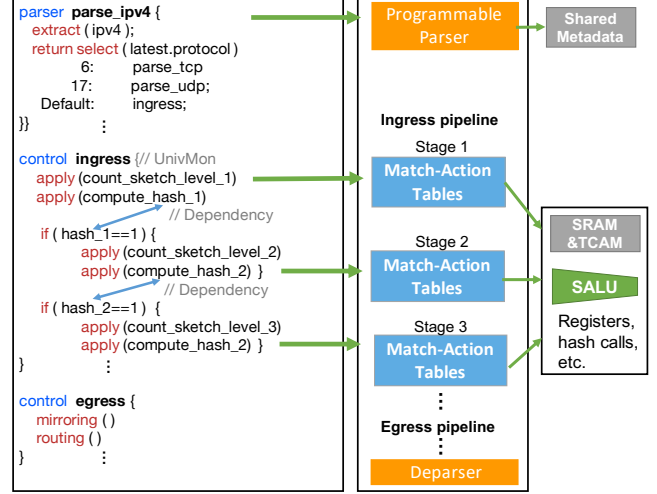 parser parse_ipv4 {
extract ( ipv4 );
return select ( latest.protocol )
6: parse_tcp
17: parse_udp;
Default: ingress;
}} ⋮
control ingress {// UnivMon
apply (count_sketch_level_1)
apply (compute_hash_1)
// Dependency
if ( hash_1==1 ) {
apply (count_sketch_level_2)
apply (compute_hash_2) }
// Dependency
if ( hash_2==1 ) {
apply (count_sketch_level_3)
apply (compute_hash_2) }
} ⋮
control egress {
mirroring ( )
routing ( )
} ⋮
Programmable
Parser
Ingress pipeline
Stage 1
Match-Action
Tables
Stage 2
Match-Action
Tables
Stage 3
Match-Action
Tables
⋮
Egress pipeline
⋮
Deparser
Shared
Metadata
SRAM
&TCAM
SALU
Registers,
hash calls,
etc.